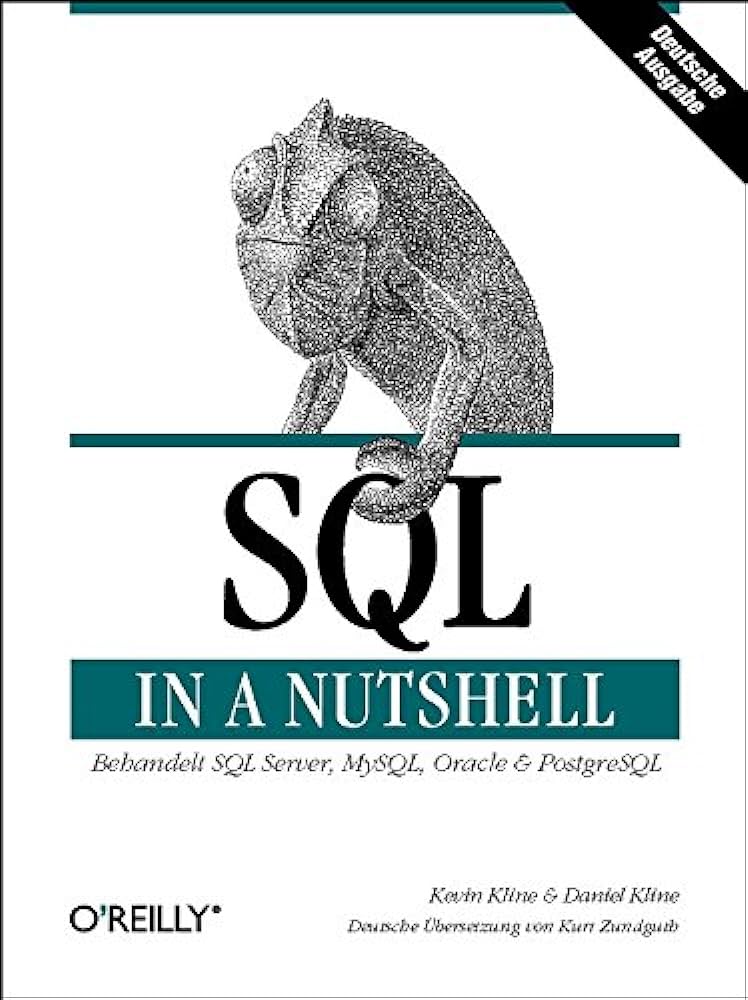 Deutsche
Ausgabe
SQL
IN A NUTSHELL
Behandelt SQL Server, MySQL, Oracle & PostgreSQL
Kevin Kline & Daniel Kline
O'REILLY®
Deutsche Übersetzung von Kurt Zundguth